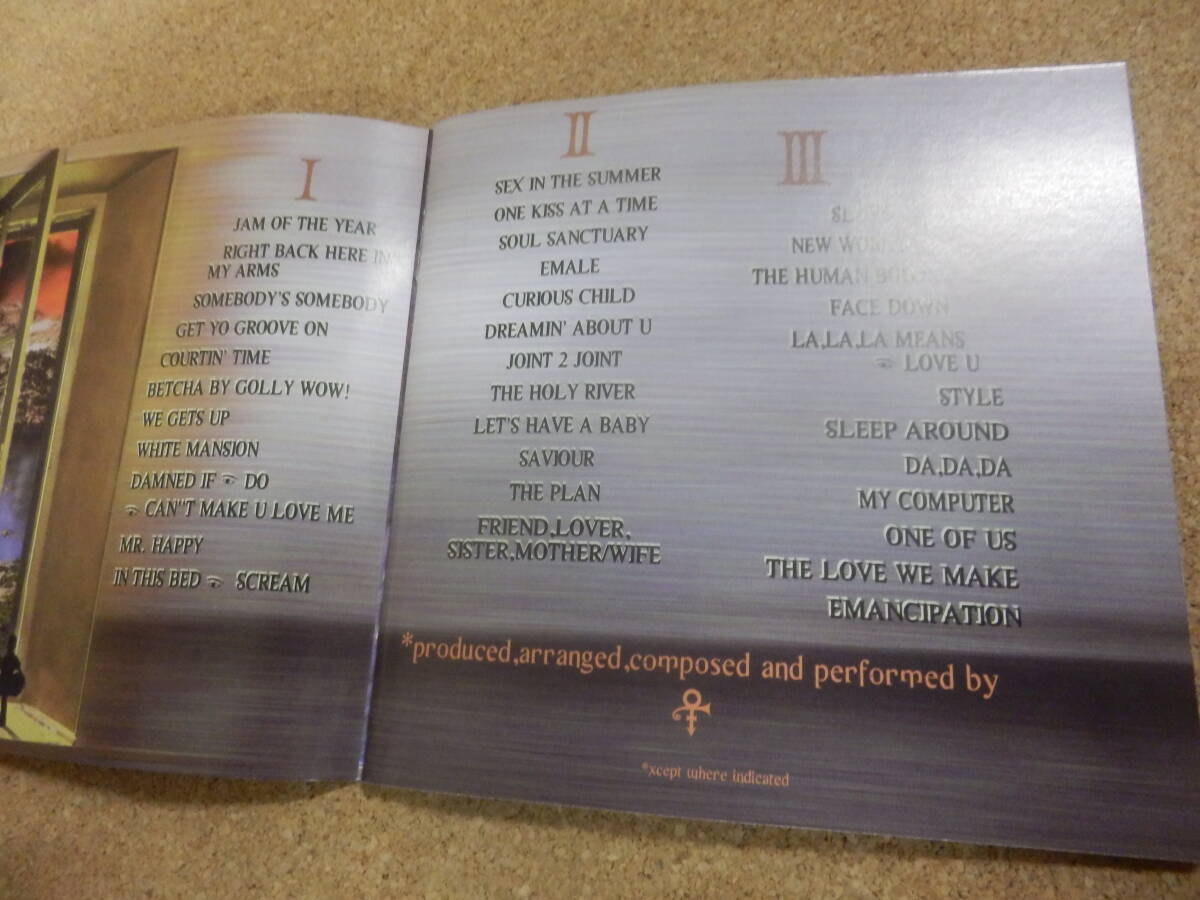 I
JAM OF THE YEAR
RIGHT BACK HERE IN
MY ARMS
SOMEBODY'S SOMEBODY
GET YO GROOVE ON
COURTIN' TIME
BETCHA BY GOLLY WOW!
WE GETS UP
WHITE MANSION
DAMNED IF 👁 DO
👁 CAN"T MAKE U LOVE ME
MR. HAPPY
IN THIS BED 👁 SCREAM
II
SEX IN THE SUMMER
ONE KISS AT A TIME
SOUL SANCTUARY
EMALE
CURIOUS CHILD
DREAMIN' ABOUT U
JOINT 2 JOINT
THE HOLY RIVER
LET'S HAVE A BABY
SAVIOUR
THE PLAN
FRIEND,LOVER,
SISTER,MOTHER/WIFE
III
NEW
THE HUMAN
FACE DOWN
LA,LA,LA MEANS
👁 LOVE U
STYLE
SLEEP AROUND
DA,DA,DA
MY COMPUTER
ONE OF US
THE LOVE WE MAKE
EMANCIPATION
*produced,arranged,composed and performed by
*xcept where indicated